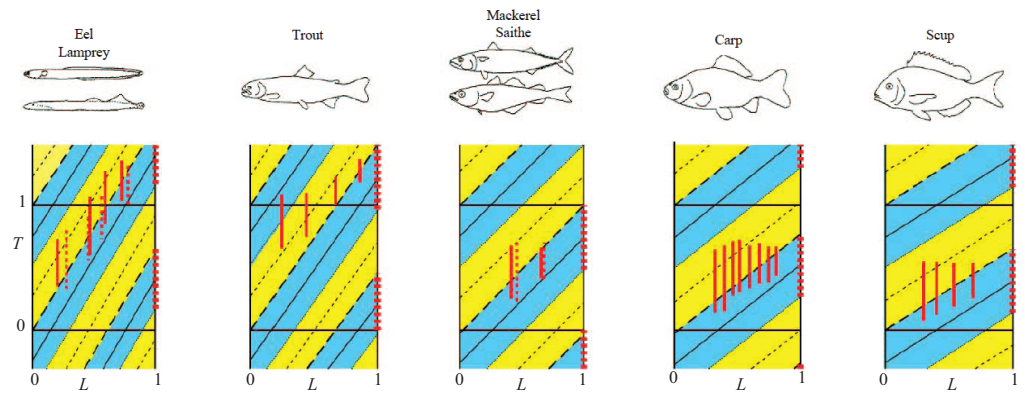 Eel
Lamprey
Trout
Mackerel
Saithe
Carp
Scup
1
T
0
0 L 1
0 L 1
0 L 1
0 L 1
0 L 1